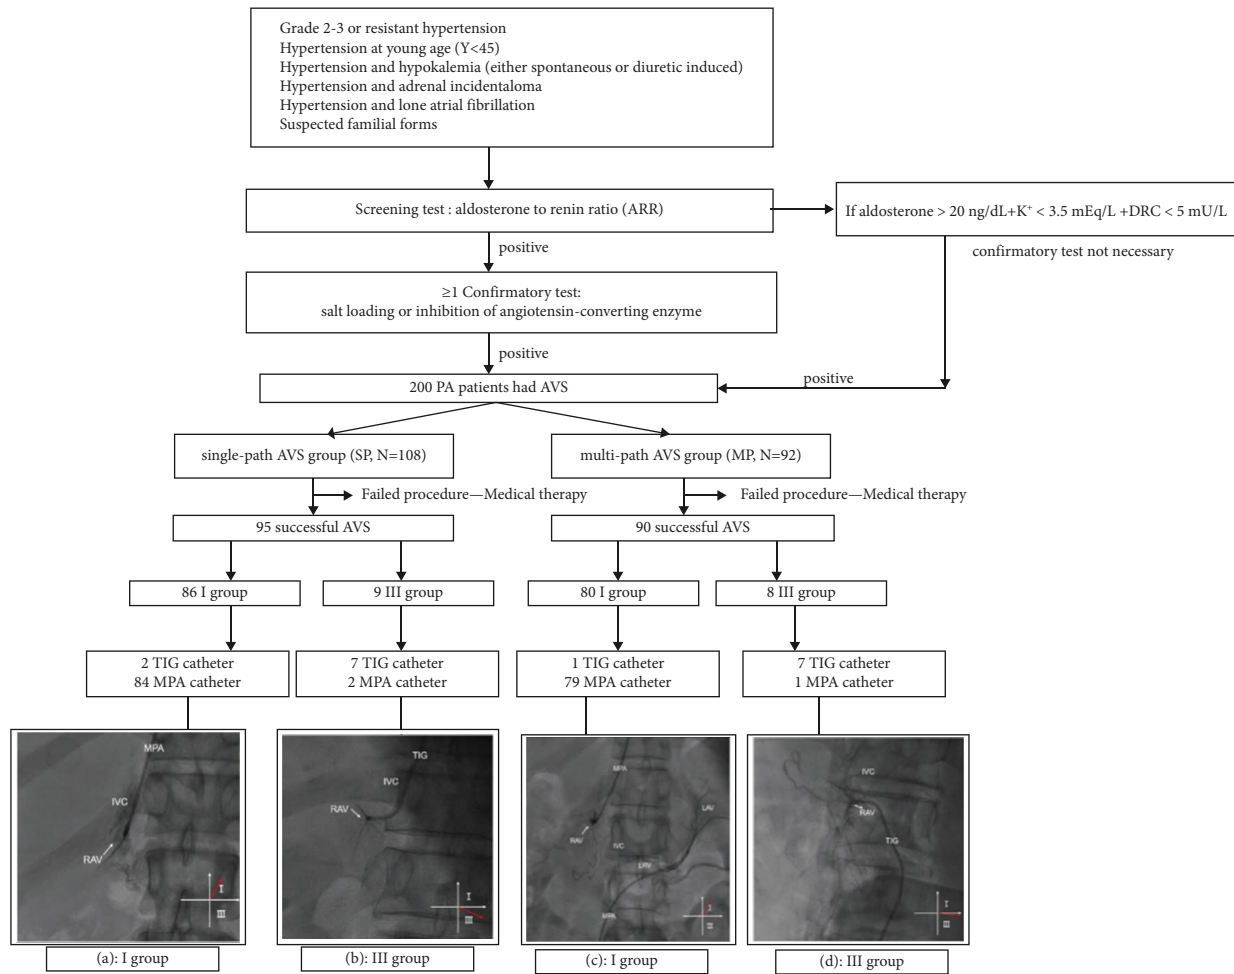 Grade 2-3 or resistant hypertension
Hypertension at young age (Y<45)
Hypertension and hypokalemia (either spontaneous or diuretic induced)
Hypertension and adrenal incidentaloma
Hypertension and lone atrial fibrillation
Suspected familial forms
Screening test : aldosterone to renin ratio (ARR)
If aldosterone > 20 ng/dL+K⁺ < 3.5 mEq/L +DRC < 5 mU/L
positive
confirmatory test not necessary
≥1 Confirmatory test:
salt loading or inhibition of angiotensin-converting enzyme
positive
positive
200 PA patients had AVS
single-path AVS group (SP, N=108)
multi-path AVS group (MP, N=92)
Failed procedure—Medical therapy
Failed procedure—Medical therapy
95 successful AVS
90 successful AVS
86 I group
9 III group
80 I group
8 III group
2 TIG catheter
84 MPA catheter
7 TIG catheter
2 MPA catheter
1 TIG catheter
79 MPA catheter
7 TIG catheter
1 MPA catheter
MPA
IVC
RAV
I
III
TIG
IVC
RAV
I
III
MPA
LAV
RAV
IVC
LRV
MPA
I
III
IVC
RAV
TIG
I
III
(a): I group
(b): III group
(c): I group
(d): III group